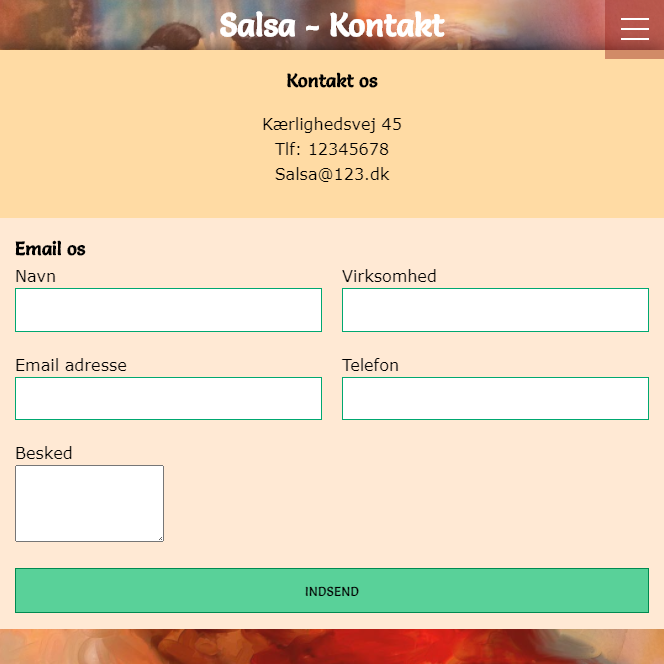 Salsa ~ Kontakt
Kontakt os
Kærlighedsvej 45
Tlf: 12345678
Salsa@123.dk
Email os
Navn
Virksomhed
Email adresse
Telefon
Besked
INDSEND